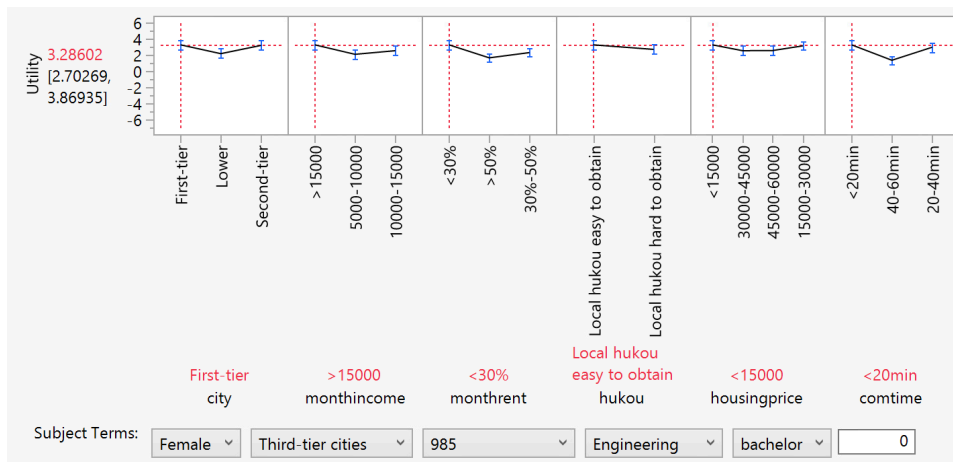 Utility
3.28602
[2.70269,
3.86935]
6
4
2
0
-2
-4
-6
First-tier
Lower
Second-tier
>15000
5000-10000
10000-15000
<30%
>50%
30%-50%
Local hukou easy to obtain
Local hukou hard to obtain
<15000
30000-45000
45000-60000
15000-30000
<20min
40-60min
20-40min
First-tier
city
>15000
monthincome
<30%
monthrent
Local hukou
easy to obtain
hukou
<15000
housingprice
<20min
comtime
Subject Terms:
Female
Third-tier cities
985
Engineering
bachelor
0